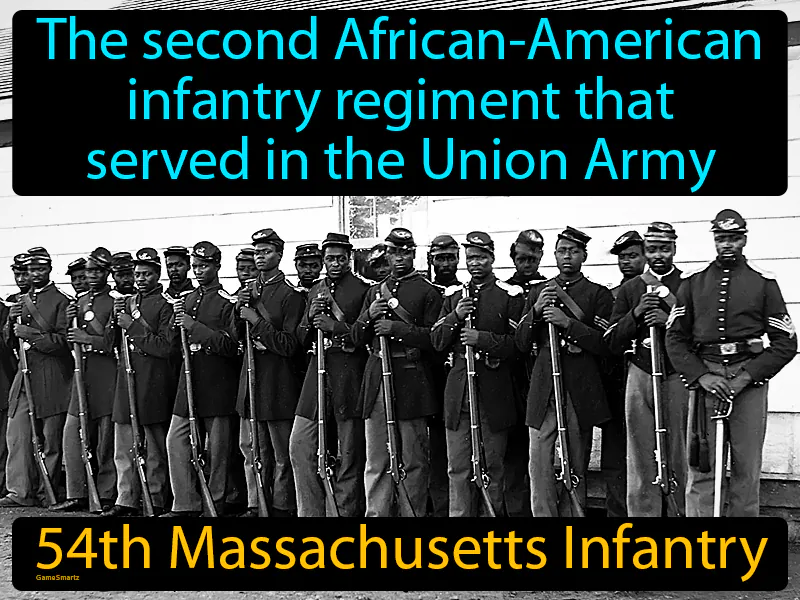 The second African-American
infantry regiment that
served in the Union Army
54th Massachusetts Infantry
GameSmartz